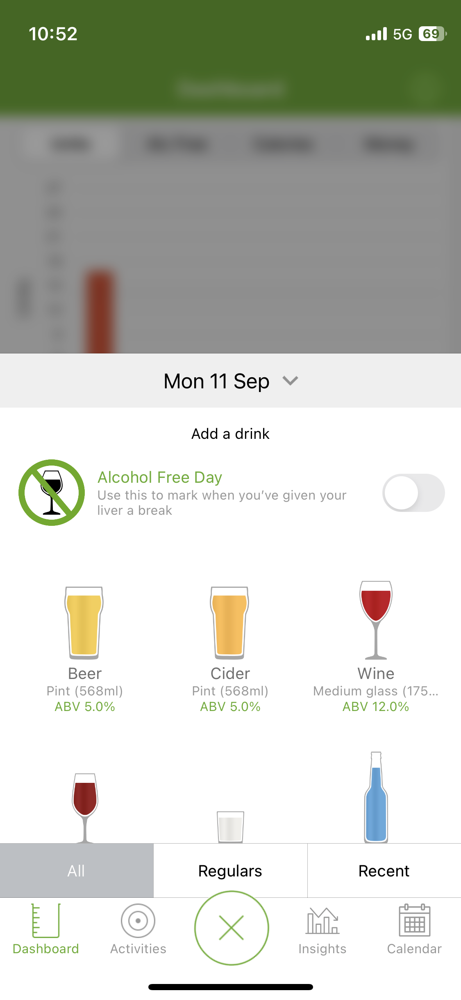 10:52
5G 69
Mon 11 Sep
Add a drink
Alcohol Free Day
Use this to mark when you've given your
liver a break
Beer
Pint (568ml)
ABV 5.0%
Cider
Pint (568ml)
ABV 5.0%
Wine
Medium glass (175...
ABV 12.0%
All
Regulars
Recent
Dashboard
Activities
Insights
Calendar